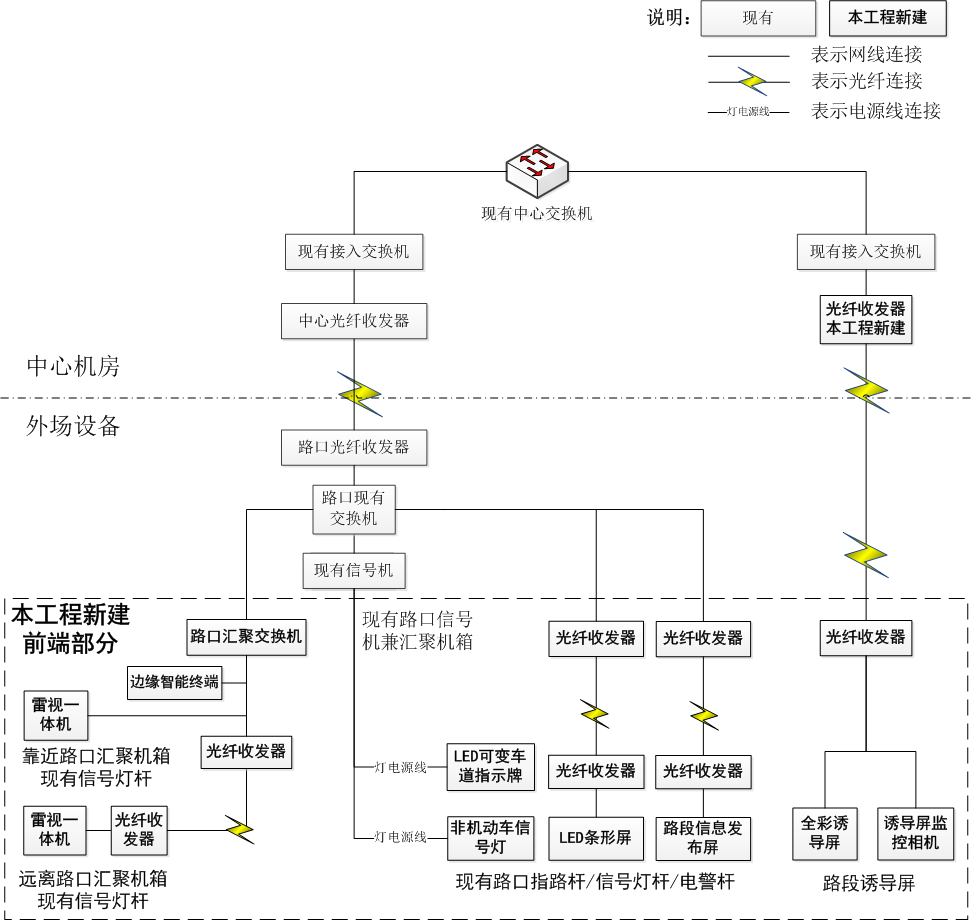 说明：
现有
本工程新建
表示网线连接
表示光纤连接
灯电源线
表示电源线连接
现有中心交换机
现有接入交换机
现有接入交换机
中心光纤收发器
光纤收发器
本工程新建
中心机房
外场设备
路口光纤收发器
路口现有
交换机
现有信号机
本工程新建
前端部分
现有路口信号
机兼汇聚机箱
路口汇聚交换机
光纤收发器
光纤收发器
光纤收发器
边缘智能终端
雷视一
体机
靠近路口汇聚机箱
现有信号灯杆
光纤收发器
灯电源线
LED可变车
道指示牌
光纤收发器
光纤收发器
雷视一
体机
光纤收
发器
远离路口汇聚机箱
现有信号灯杆
灯电源线
非机动车信
号灯
LED条形屏
路段信息发
布屏
全彩诱
导屏
诱导屏监
控相机
现有路口指路杆/信号灯杆/电警杆
路段诱导屏